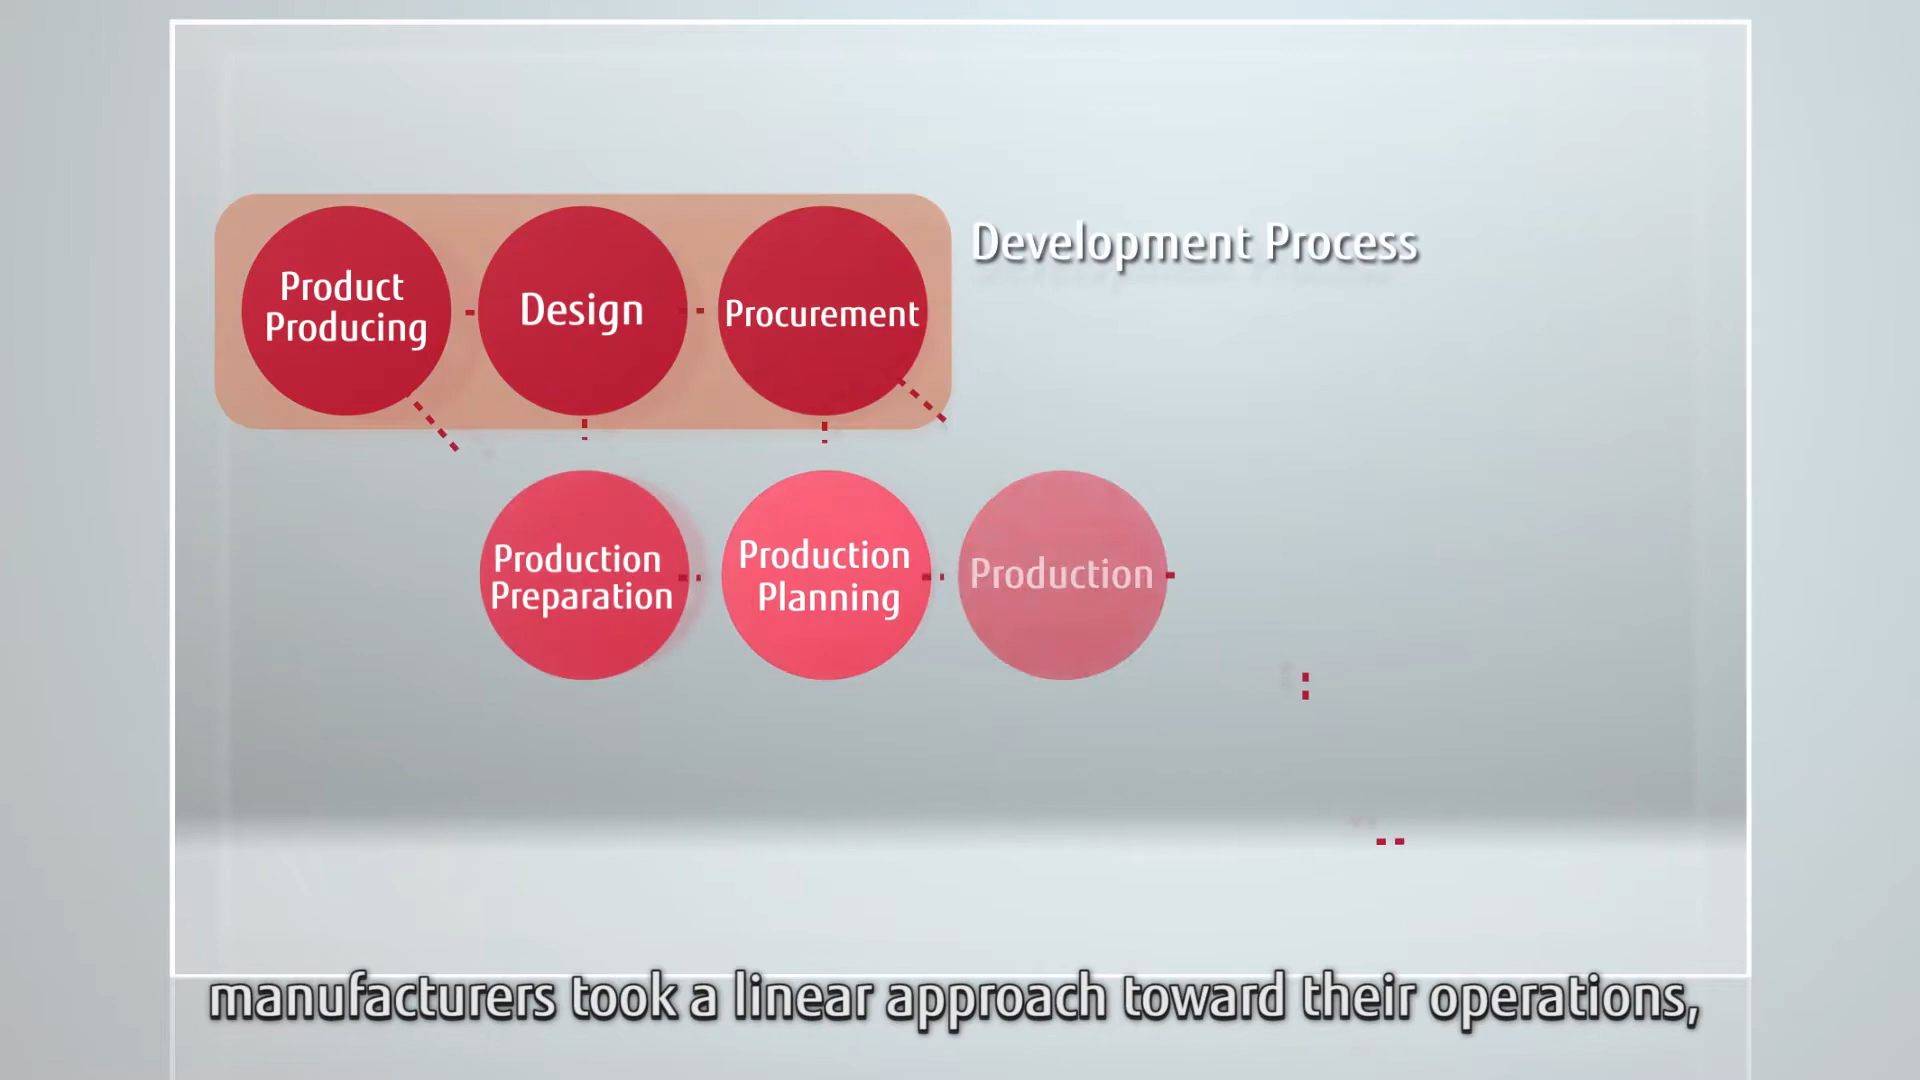 Product
Producing
Design
Procurement
Development Process
Production
Preparation
Production
Planning
Production
manufacturers took a linear approach toward their operations,